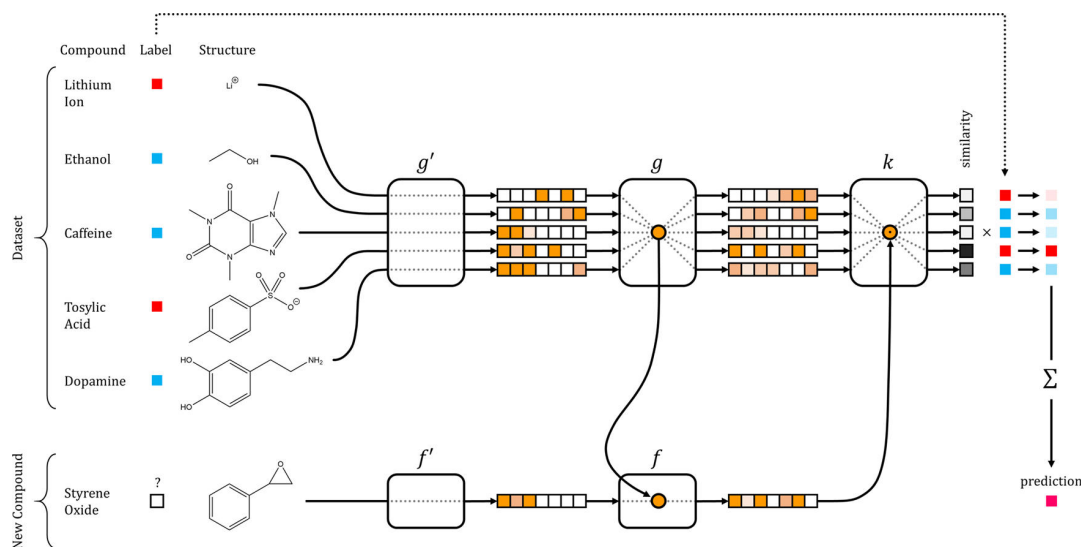 Compound Label Structure
Lithium
Ion
Li⊕
Ethanol
OH
Caffeine
O
N
N
O
N
N
Tosylic
Acid
O
O
S
O⊖
Dopamine
HO
HO
NH₂
Dataset
g′
g
k
similarity
×
Σ
prediction
New Compound
Styrene
Oxide
?
O
f′
f